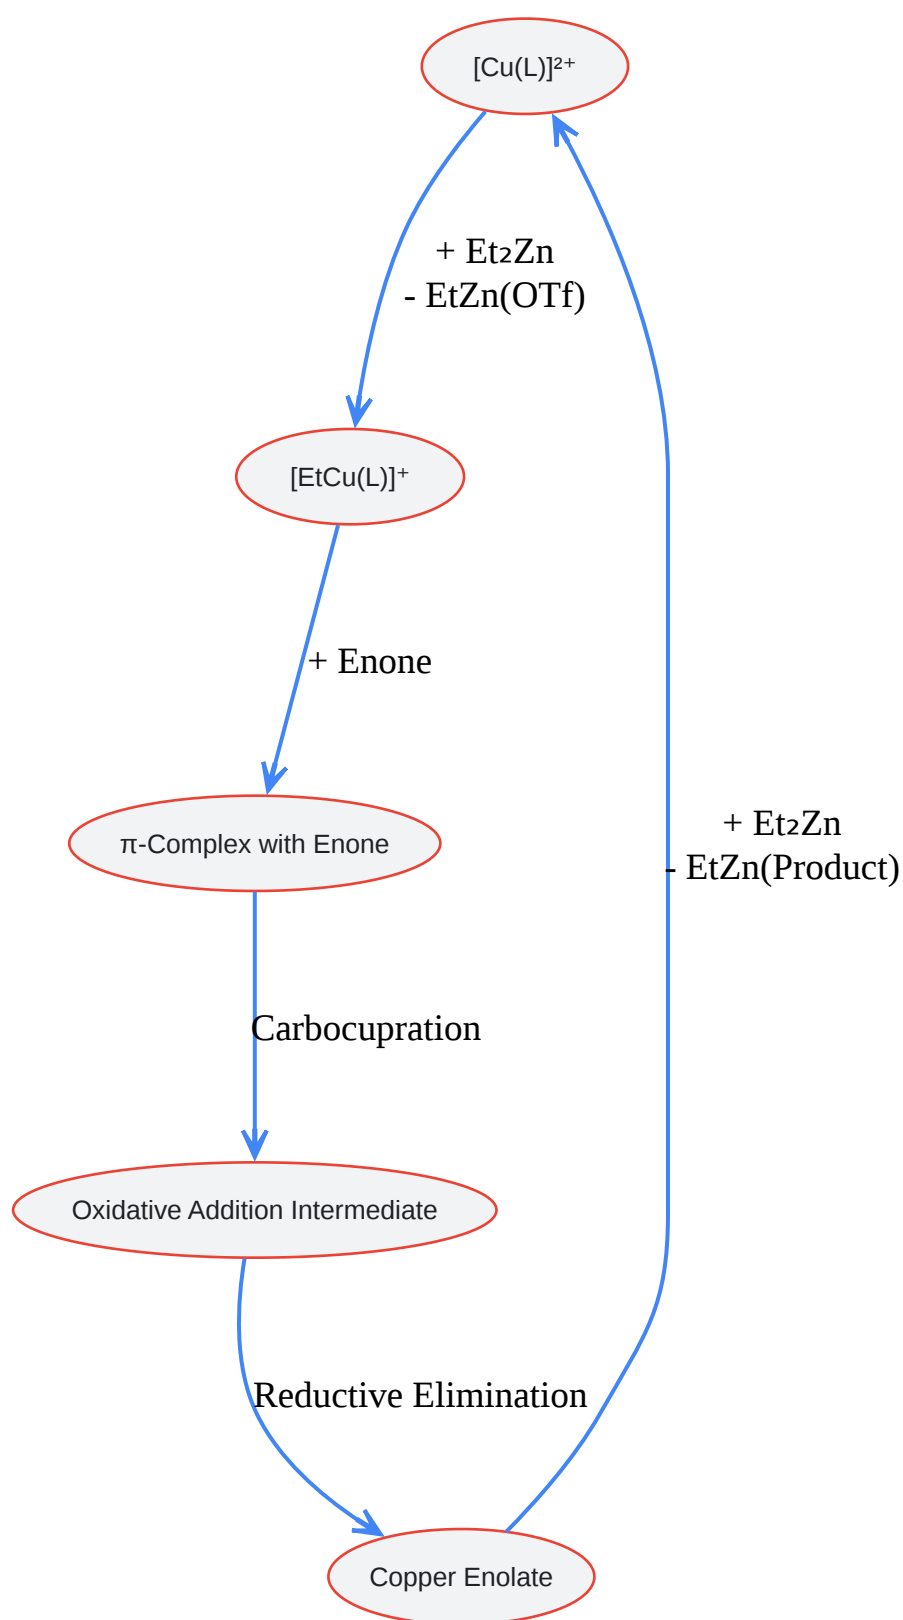 [Cu(L)]²⁺
+ Et₂Zn
- EtZn(OTf)
[EtCu(L)]⁺
+ Enone
π-Complex with Enone
+ Et₂Zn
- EtZn(Product)
Carbocupration
Oxidative Addition Intermediate
Reductive Elimination
Copper Enolate